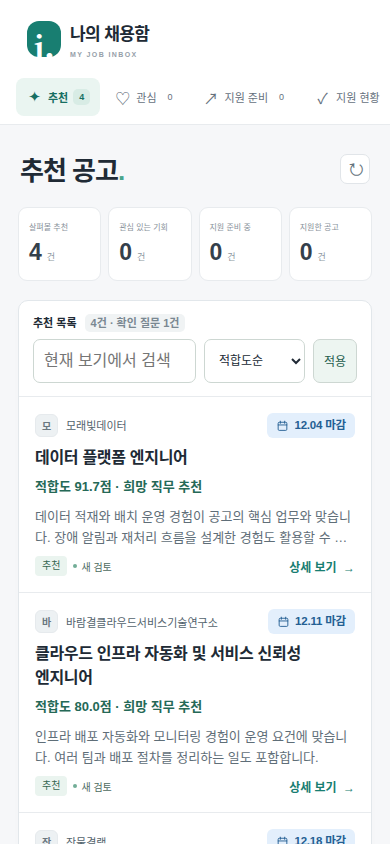 j.
나의 채용함
MY JOB INBOX
✦ 추천 4
♡ 관심 0
↗ 지원 준비 0
✓ 지원 현황
추천 공고.
살펴볼 추천
4 건
관심 있는 기회
0 건
지원 준비 중
0 건
지원한 공고
0 건
추천 목록 4건 · 확인 질문 1건
현재 보기에서 검색
적합도순
적용
모 모래빛데이터
12.04 마감
데이터 플랫폼 엔지니어
적합도 91.7점 · 희망 직무 추천
데이터 적재와 배치 운영 경험이 공고의 핵심 업무와 맞습니
다. 장애 알림과 재처리 흐름을 설계한 경험도 활용할 수 ...
추천 • 새 검토
상세 보기 →
바 바람결클라우드서비스기술연구소
12.11 마감
클라우드 인프라 자동화 및 서비스 신뢰성
엔지니어
적합도 80.0점 · 희망 직무 추천
인프라 배포 자동화와 모니터링 경험이 운영 요건에 맞습니
다. 여러 팀과 배포 절차를 정리하는 일도 포함합니다.
추천 • 새 검토
상세 보기 →
12.18 마감